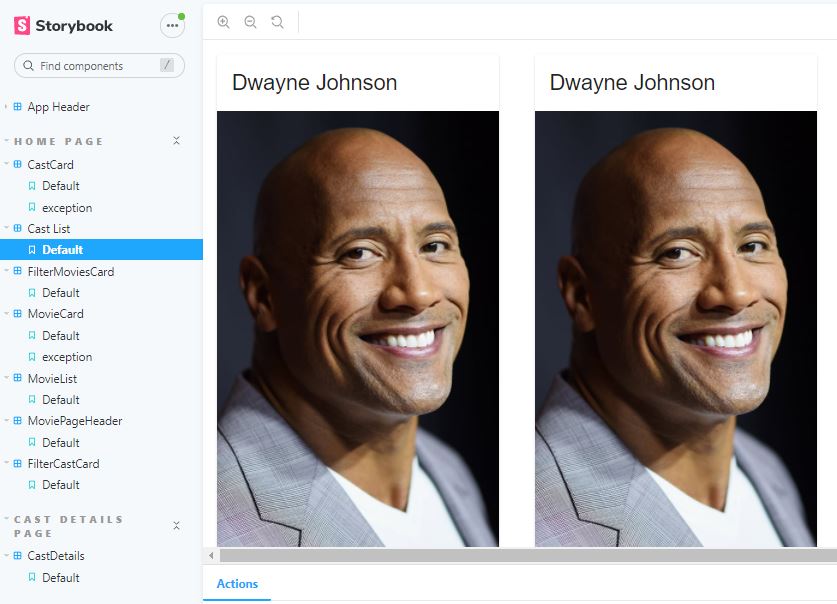 Storybook
Find components
/
App Header
HOME PAGE
CastCard
Default
exception
Cast List
Default
FilterMoviesCard
Default
MovieCard
Default
exception
MovieList
Default
MoviePageHeader
Default
FilterCastCard
Default
CAST DETAILS
PAGE
CastDetails
Default
Dwayne Johnson
Dwayne Johnson
Actions